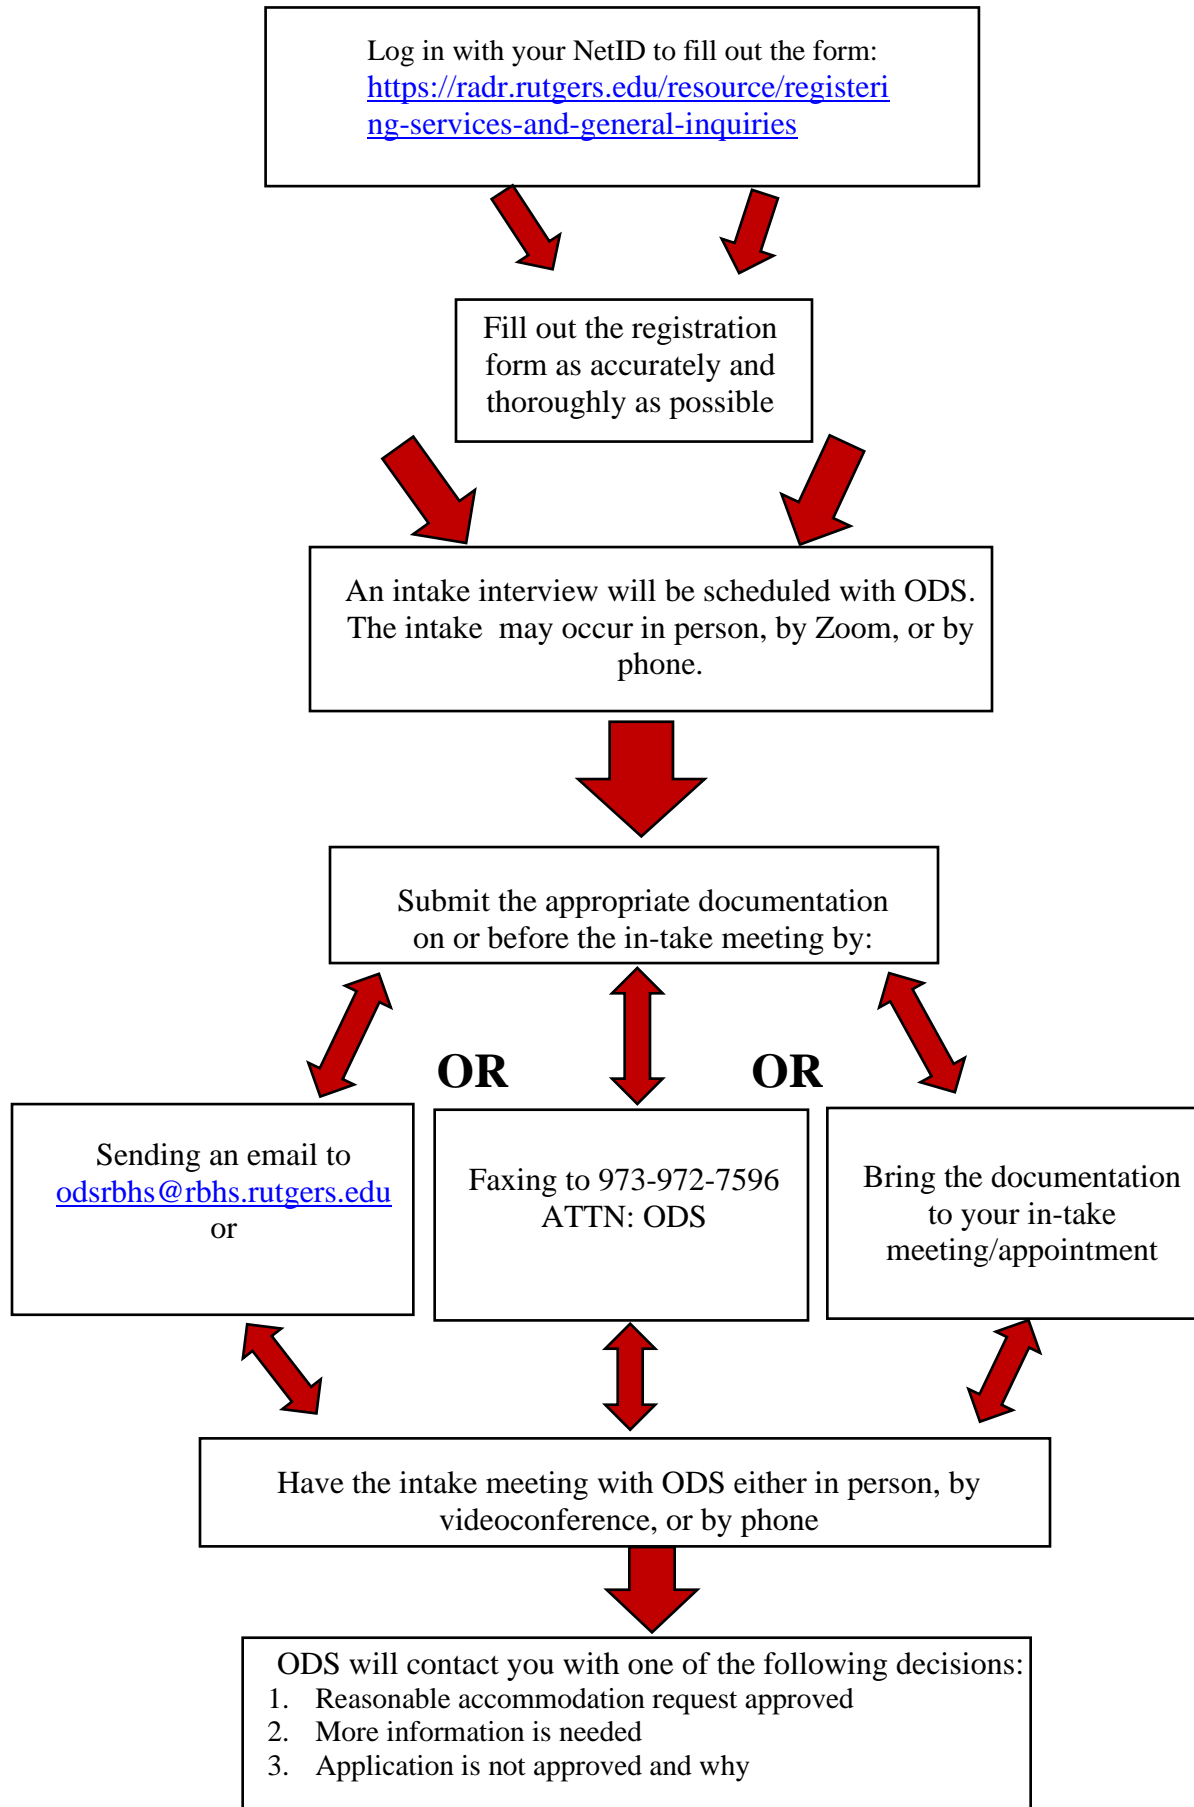 Log in with your NetID to fill out the form:
https://radr.rutgers.edu/resource/registeri
ng-services-and-general-inquiries
Fill out the registration
form as accurately and
thoroughly as possible
An intake interview will be scheduled with ODS.
The intake may occur in person, by Zoom, or by
phone.
Submit the appropriate documentation
on or before the in-take meeting by:
OR
OR
Sending an email to
odsrbhs@rbhs.rutgers.edu
or
Faxing to 973-972-7596
ATTN: ODS
Bring the documentation
to your in-take
meeting/appointment
Have the intake meeting with ODS either in person, by
videoconference, or by phone
ODS will contact you with one of the following decisions:
1. Reasonable accommodation request approved
2. More information is needed
3. Application is not approved and why